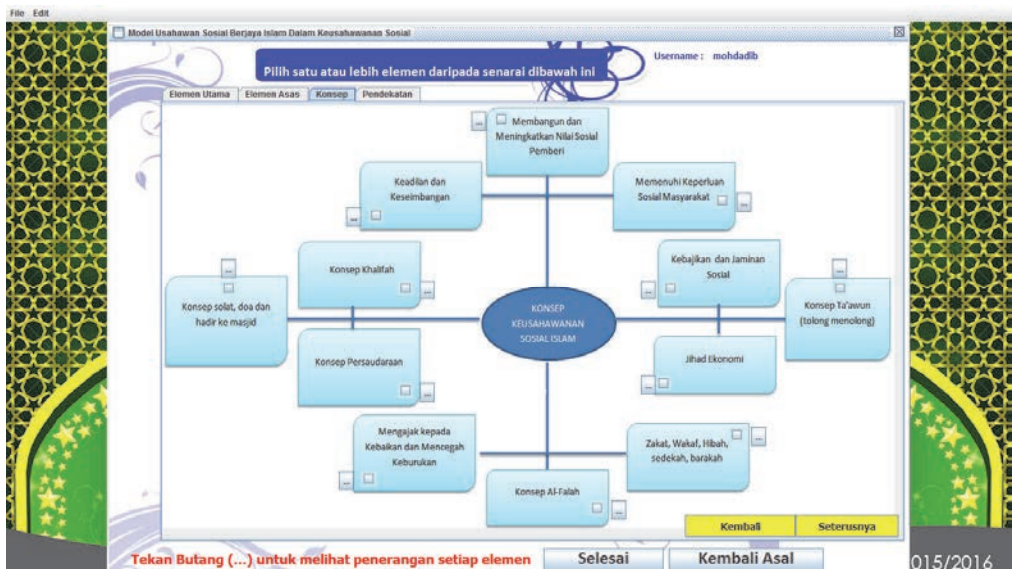 File Edit
Model Usahawan Sosial Berjaya Islam Dalam Keusahawanan Sosial
Username : mohdadib
Pilih satu atau lebih elemen daripada senarai dibawah ini
Elemen Utama Elemen Asas Konsep Pendekatan
...
Membangun dan
Meningkatkan Nilai Sosial
Pemberi
Keadilan dan
Keseimbangan
...
Memenuhi Keperluan
Sosial Masyarakat
...
...
Konsep solat, doa dan
hadir ke masjid
Konsep Khalifah
...
Konsep Persaudaraan
...
KONSEP
KEUSAHAWANAN
SOSIAL ISLAM
Kebajikan dan Jaminan
Sosial
...
...
Konsep Ta'awun
(tolong menolong)
Jihad Ekonomi
...
Mengajak kepada
Kebaikan dan Mencegah
Keburukan
...
Zakat, Wakaf, Hibah,
sedekah, barakah
...
Konsep Al-Falah
...
Kembali Seterusnya
Tekan Butang (...) untuk melihat penerangan setiap elemen
Selesai Kembali Asal
015/2016